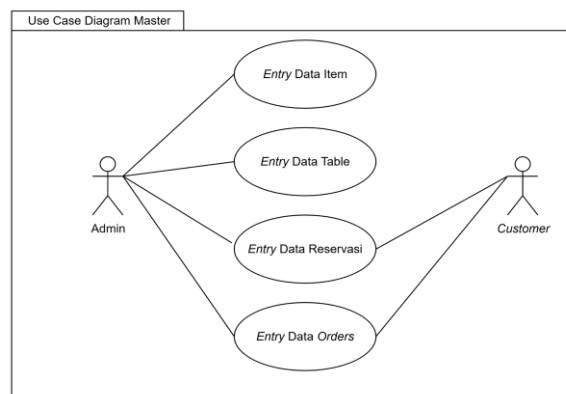 Use Case Diagram Master
Entry Data Item
Entry Data Table
Admin
Customer
Entry Data Reservasi
Entry Data Orders